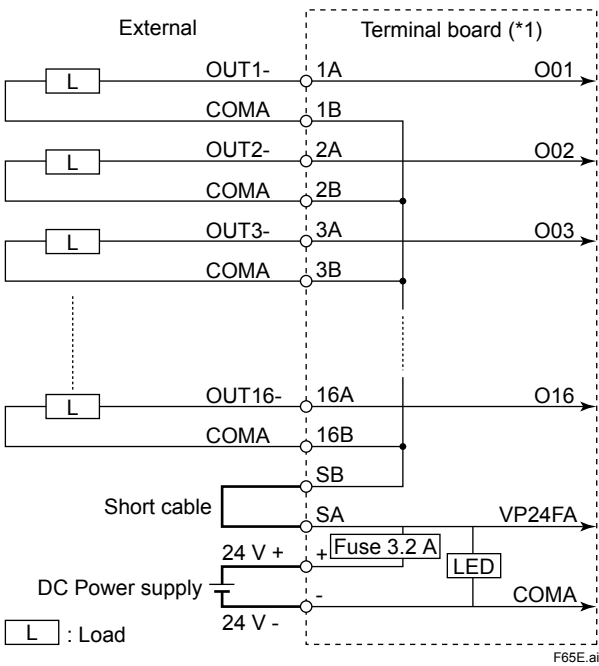 External
Terminal board (*1)
L
OUT1-
1A
O01
COMA
1B
L
OUT2-
2A
O02
COMA
2B
L
OUT3-
3A
O03
COMA
3B
L
OUT16-
16A
O16
COMA
16B
SB
Short cable
SA
VP24FA
24 V +
+
Fuse 3.2 A
LED
DC Power supply
-
COMA
24 V -
L : Load
F65E.ai